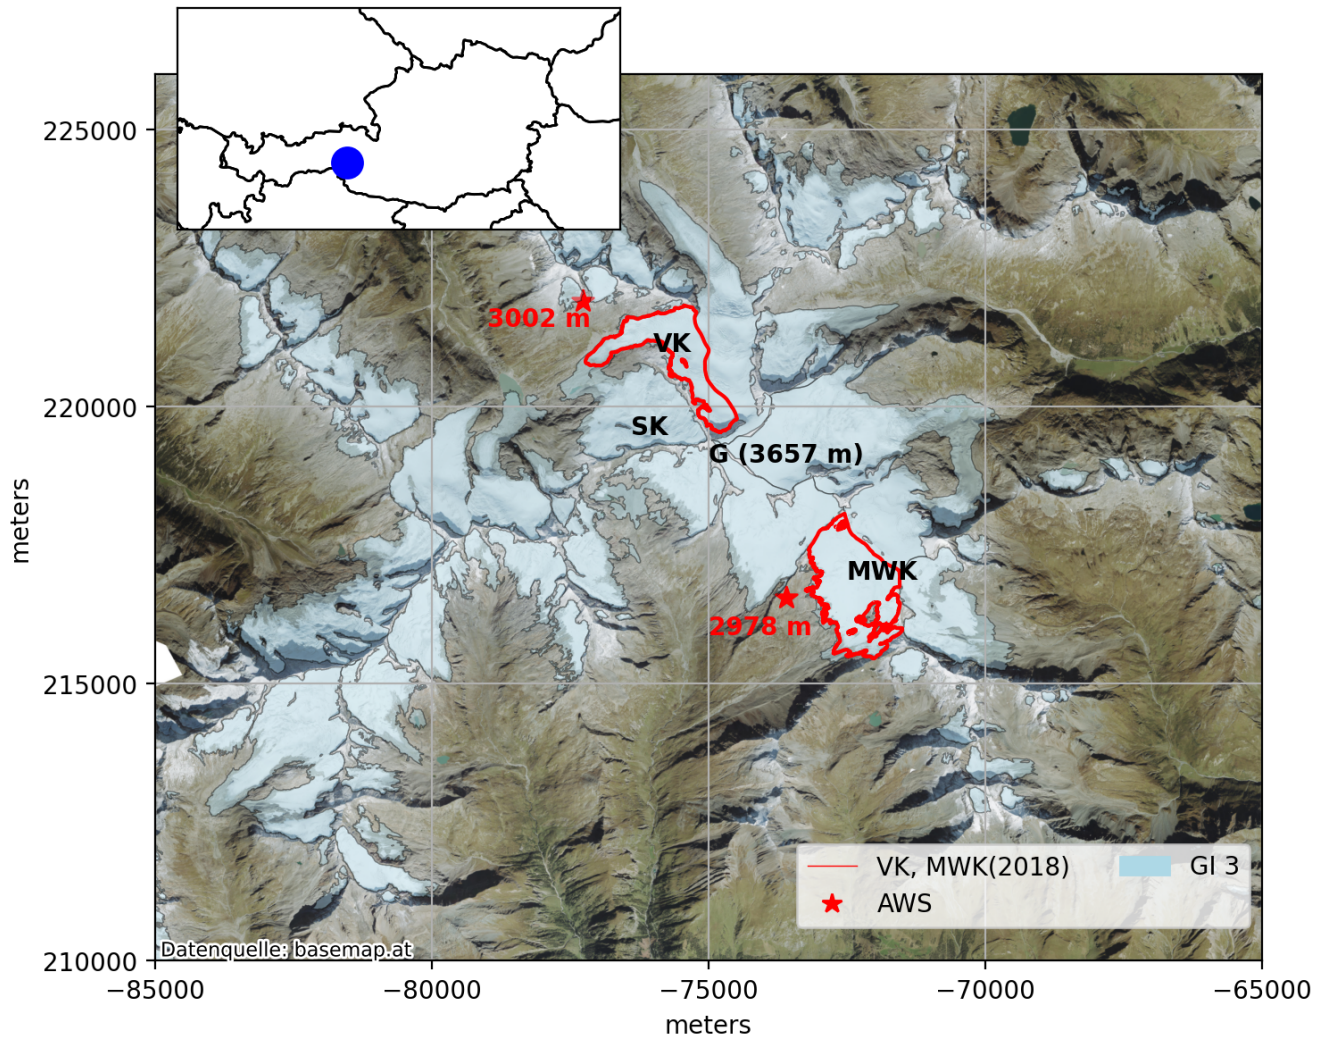 225000
220000
215000
210000
meters
3002 m
VK
SK
G (3657 m)
MWK
2978 m
VK, MWK(2018)
AWS
GI 3
Datenquelle: basemap.at
−85000
−80000
−75000
−70000
−65000
meters